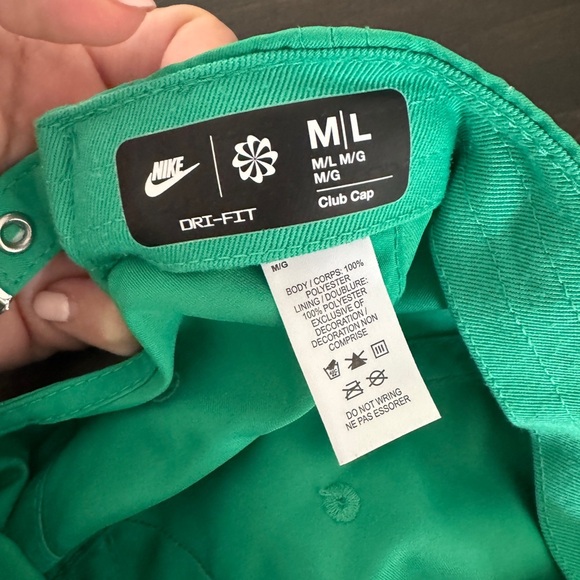 NIKE
DRI-FIT
M|L
M/L M/G
M/G
Club Cap
M/G
BODY / CORPS: 100%
POLYESTER
LINING / DOUBLURE:
100% POLYESTER
EXCLUSIVE OF
DECORATION /
DECORATION NON
COMPRISE
DO NOT WRING
NE PAS ESSORER